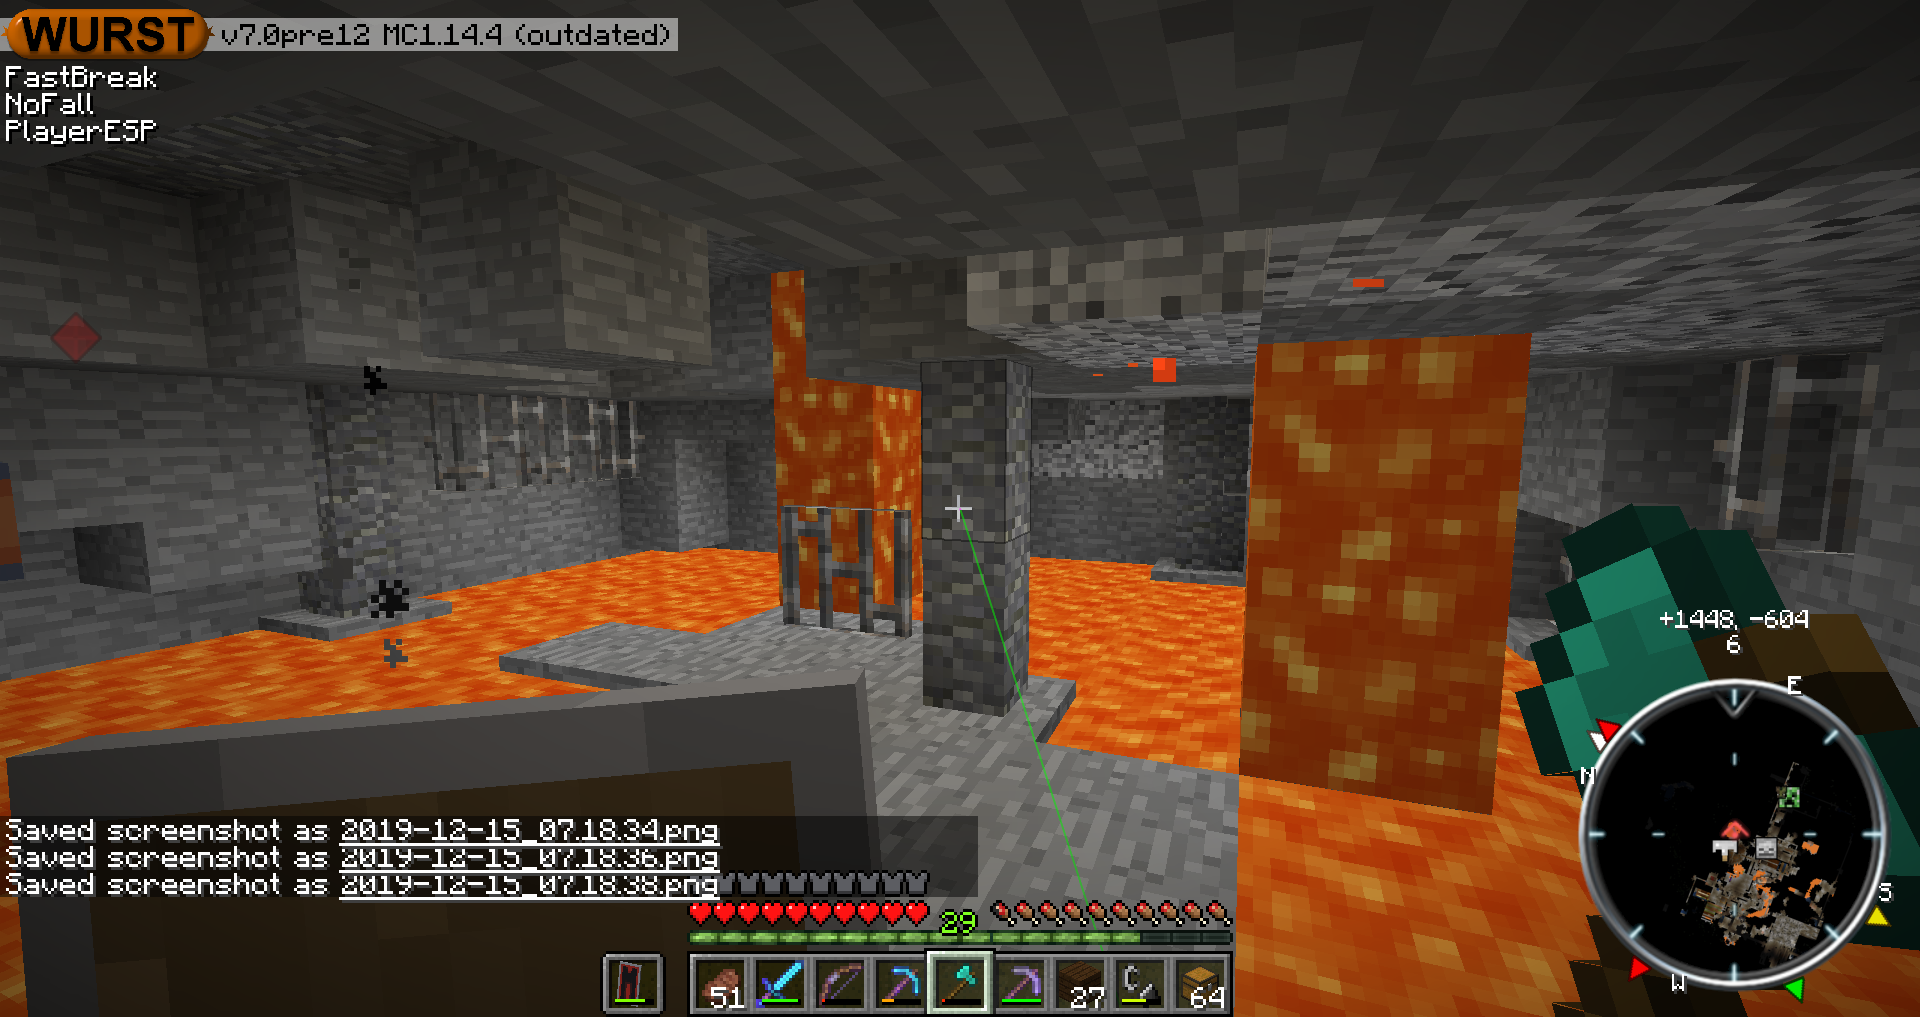 WURST v7.0pre12 MC1.14.4 (outdated)
FastBreak
NoFall
PlayerESP
+1448, -604
6
E
N
S
W
Saved screenshot as 2019-12-15_07.18.34.png
Saved screenshot as 2019-12-15_07.18.36.png
Saved screenshot as 2019-12-15_07.18.38.png
29
51
27
64